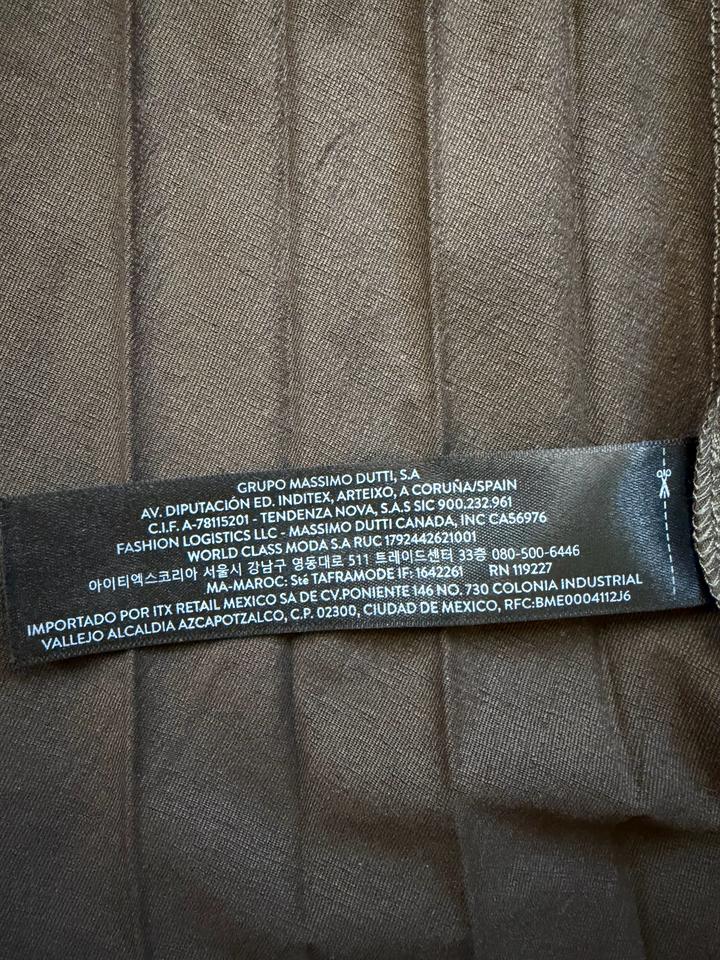 GRUPO MASSIMO DUTTI, S.A
AV. DIPUTACIÓN ED. INDITEX, ARTEIXO, A CORUÑA/SPAIN
C.I.F. A-78115201 - TENDENZA NOVA, S.A.S SIC 900.232.961
FASHION LOGISTICS LLC - MASSIMO DUTTI CANADA, INC CA56976
WORLD CLASS MODA S.A RUC 1792442621001
아이티엑스코리아 서울시 강남구 영동대로 511 트레이드센터 33층 080-500-6446
MA-MAROC: Sté TAFRAMODE IF: 1642261 RN 119227
IMPORTADO POR ITX RETAIL MEXICO SA DE CV.PONIENTE 146 NO. 730 COLONIA INDUSTRIAL
VALLEJO ALCALDIA AZCAPOTZALCO, C.P. 02300, CIUDAD DE MEXICO, RFC:BME0004112J6